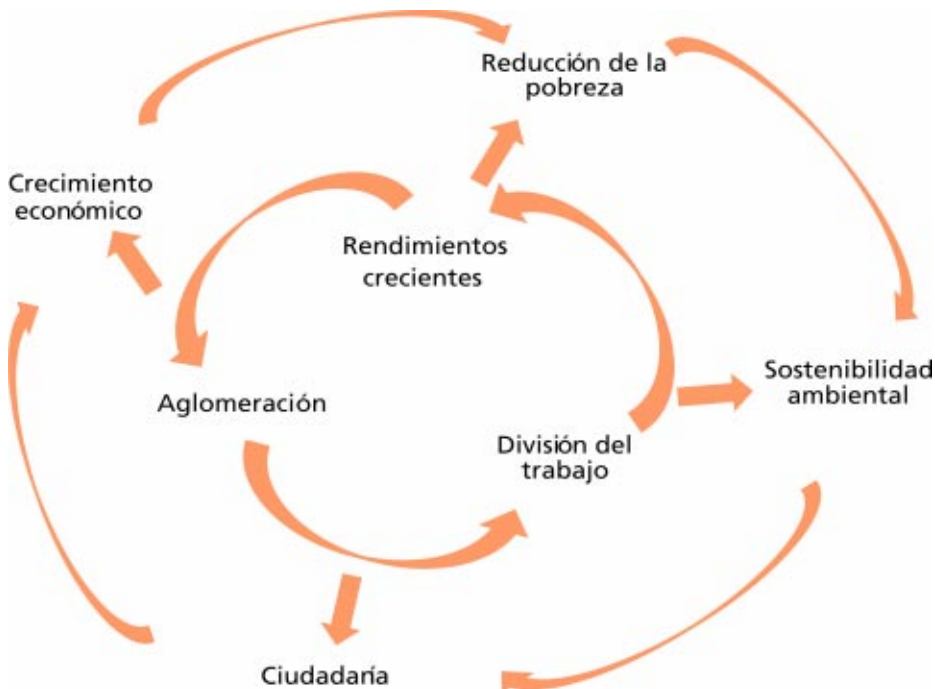 Reducción de la
pobreza
Crecimiento
económico
Rendimientos
crecientes
Sostenibilidad
ambiental
Aglomeración
División del
trabajo
Ciudadaría